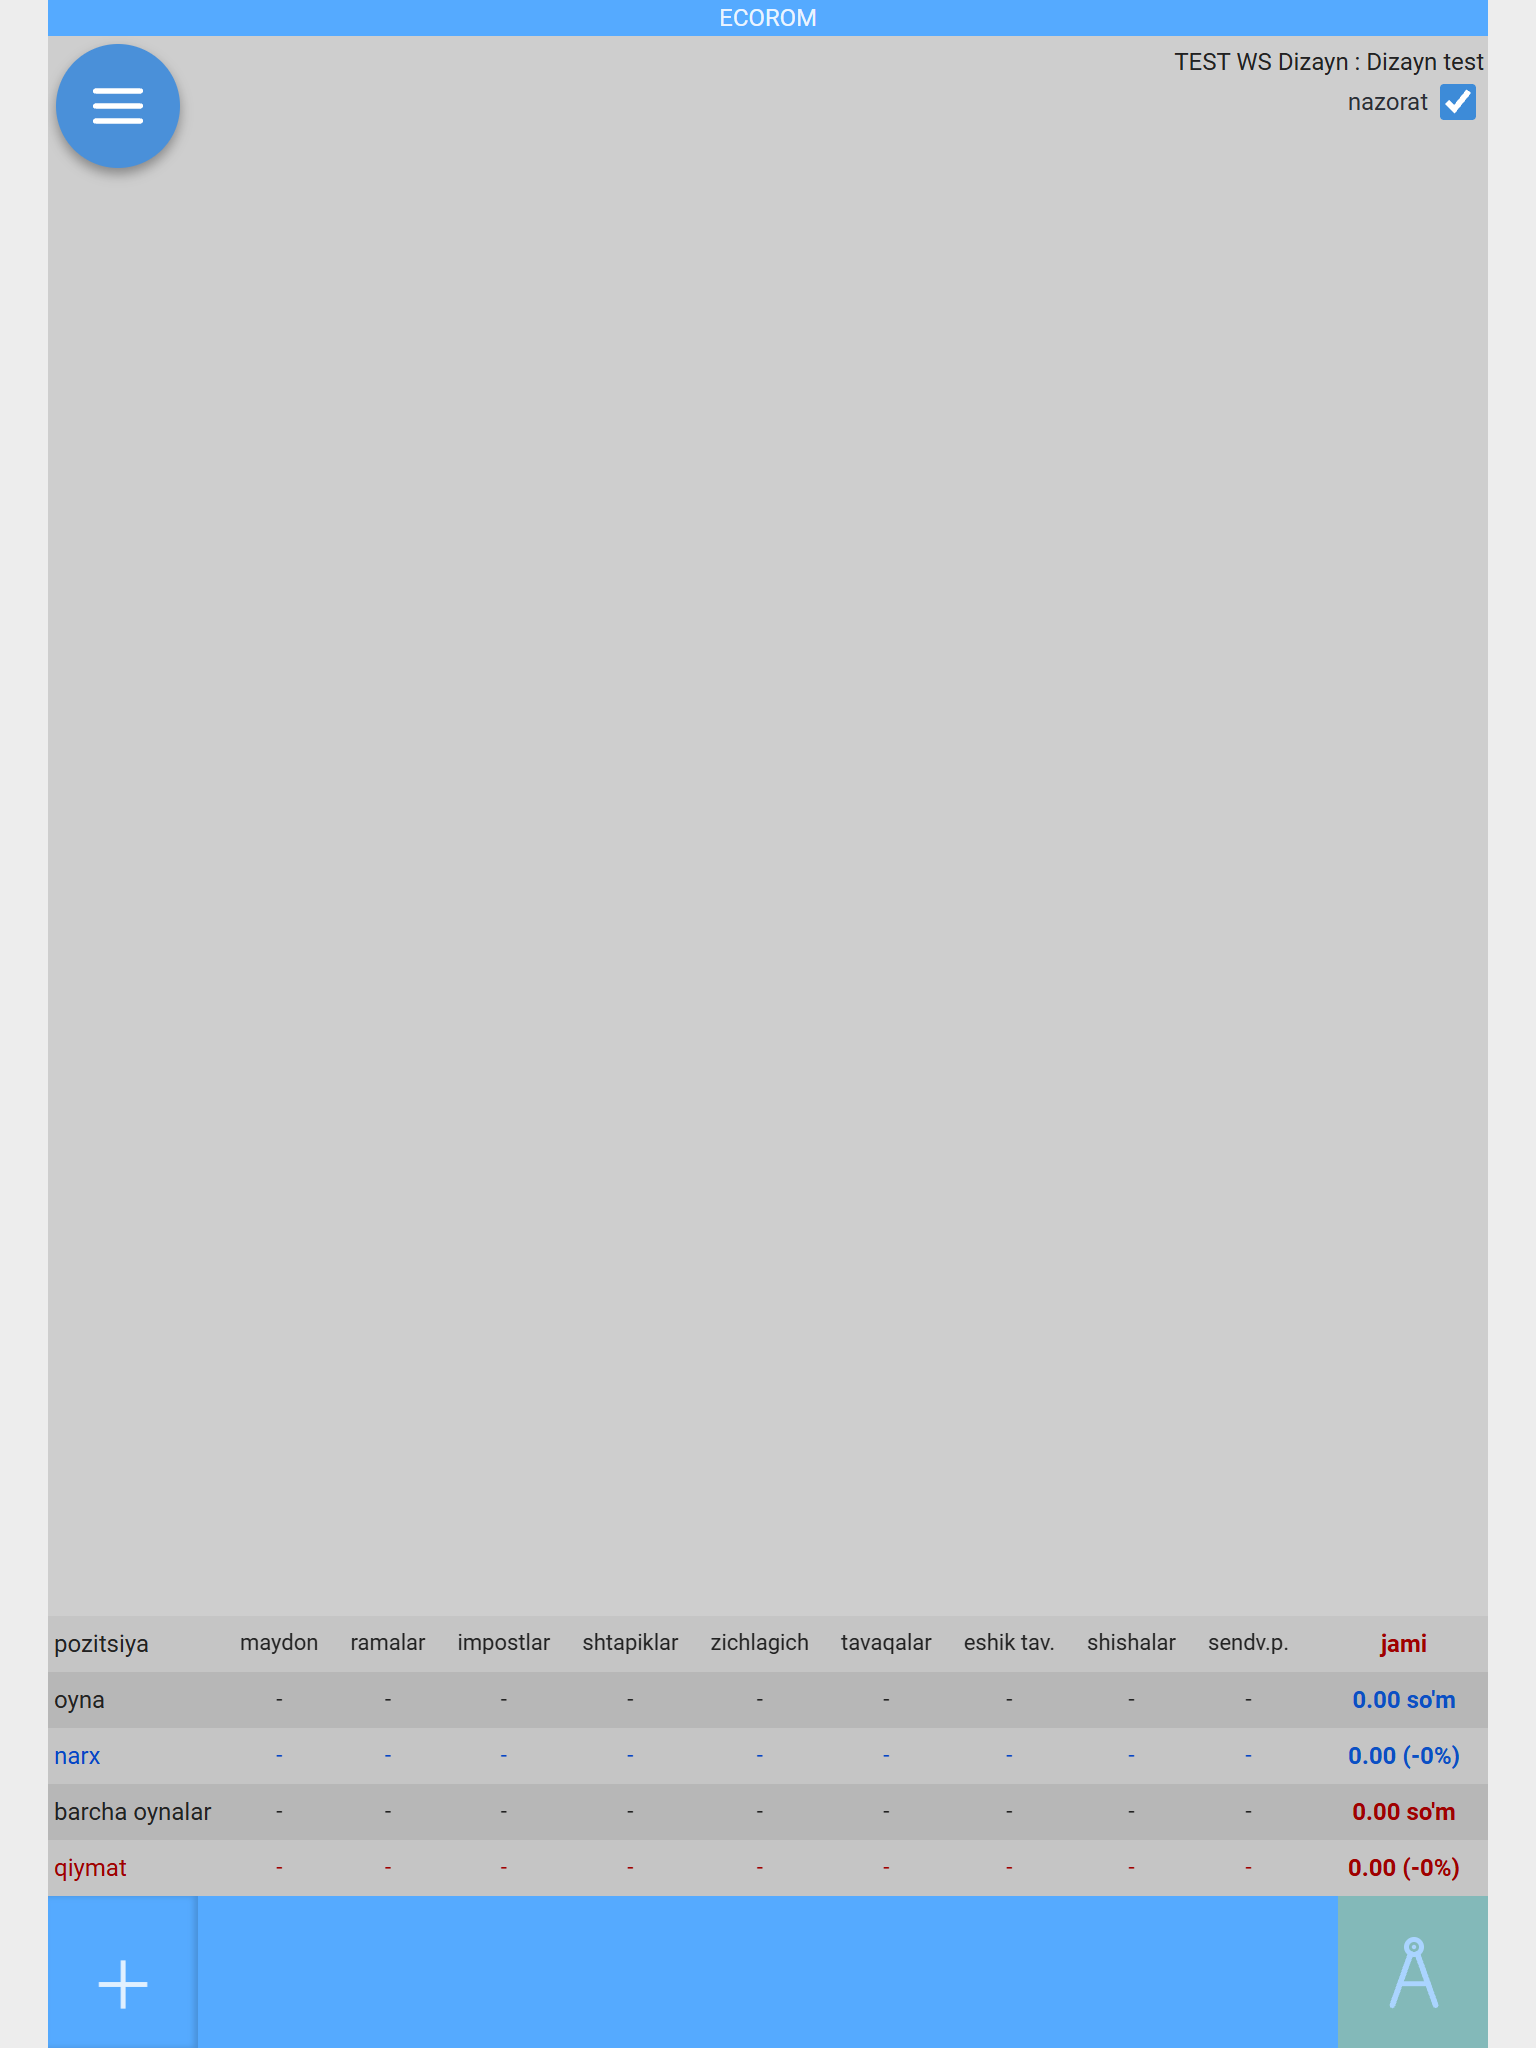 ECOROM
TEST WS Dizayn : Dizayn test
nazorat
pozitsiya maydon ramalar impostlar shtapiklar zichlagich tavaqalar eshik tav. shishalar sendv.p. jami
oyna - - - - - - - - - 0.00 so'm
narx - - - - - - - - - 0.00 (-0%)
barcha oynalar - - - - - - - - - 0.00 so'm
qiymat - - - - - - - - - 0.00 (-0%)